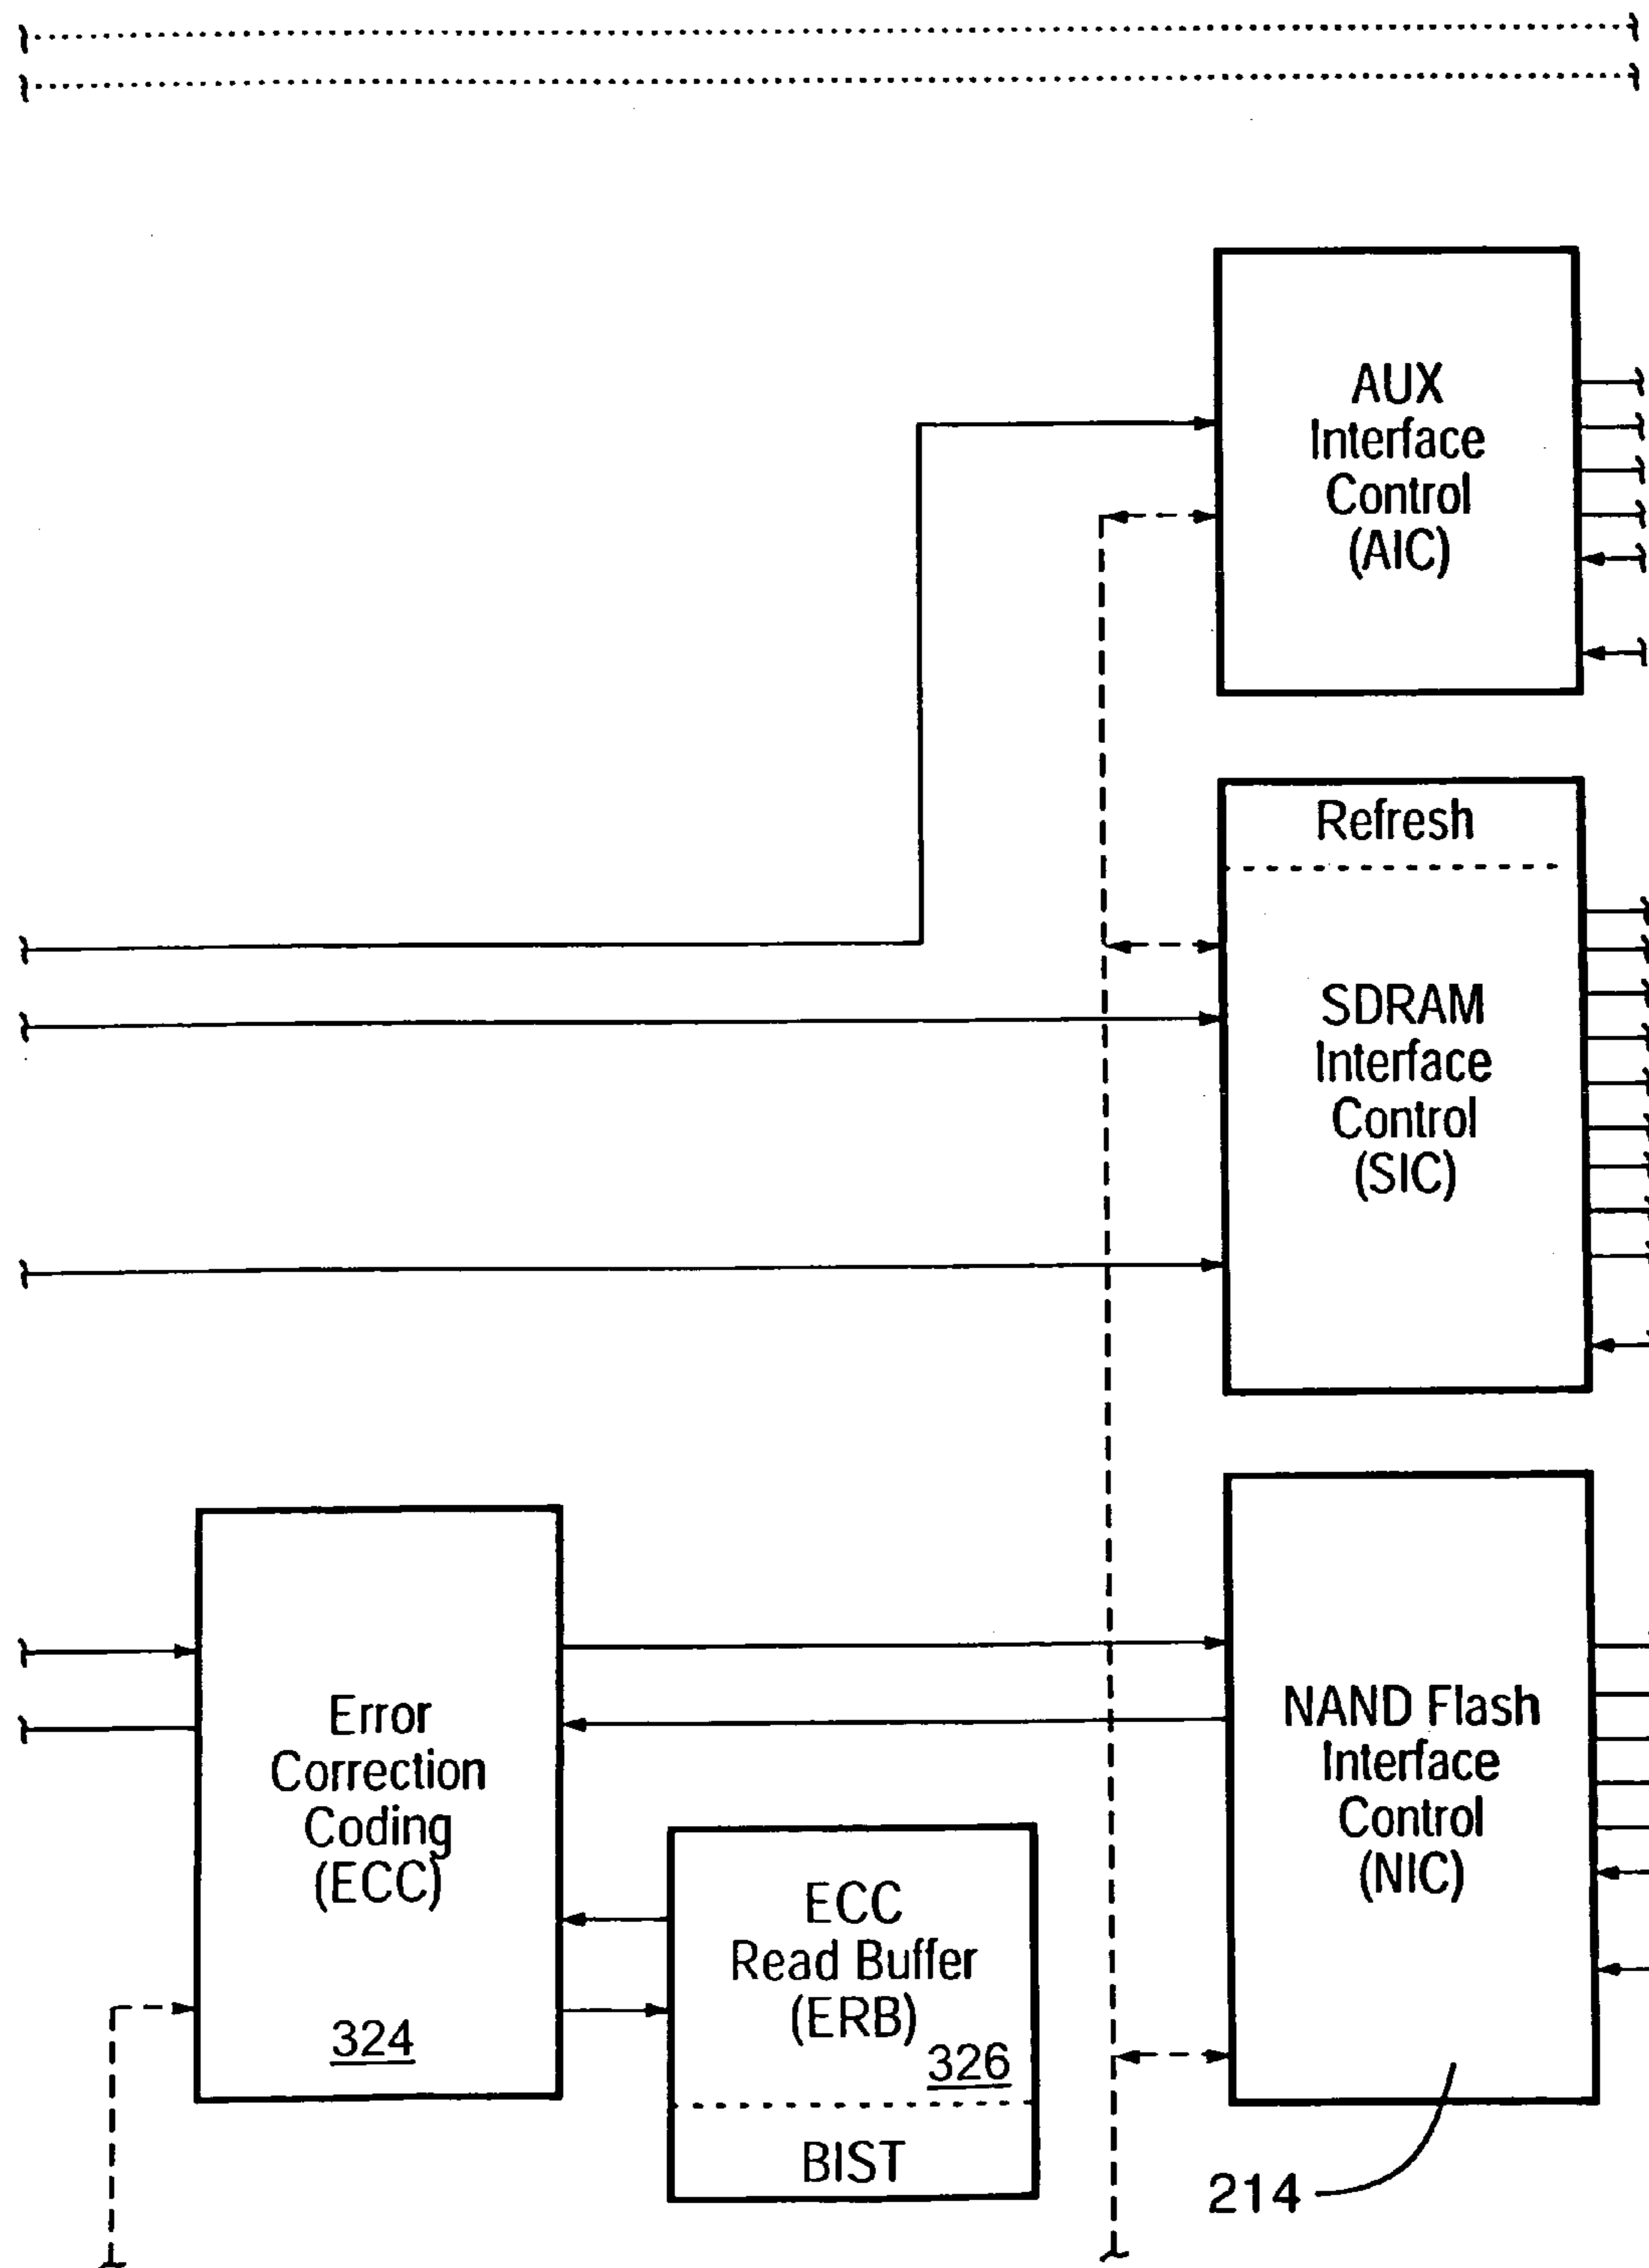 AUX
Interface
Control
(AIC)
Refresh
SDRAM
Interface
Control
(SIC)
Error
Correction
Coding
(ECC)
324
ECC
Read Buffer
(ERB)
326
BIST
NAND Flash
Interface
Control
(NIC)
214